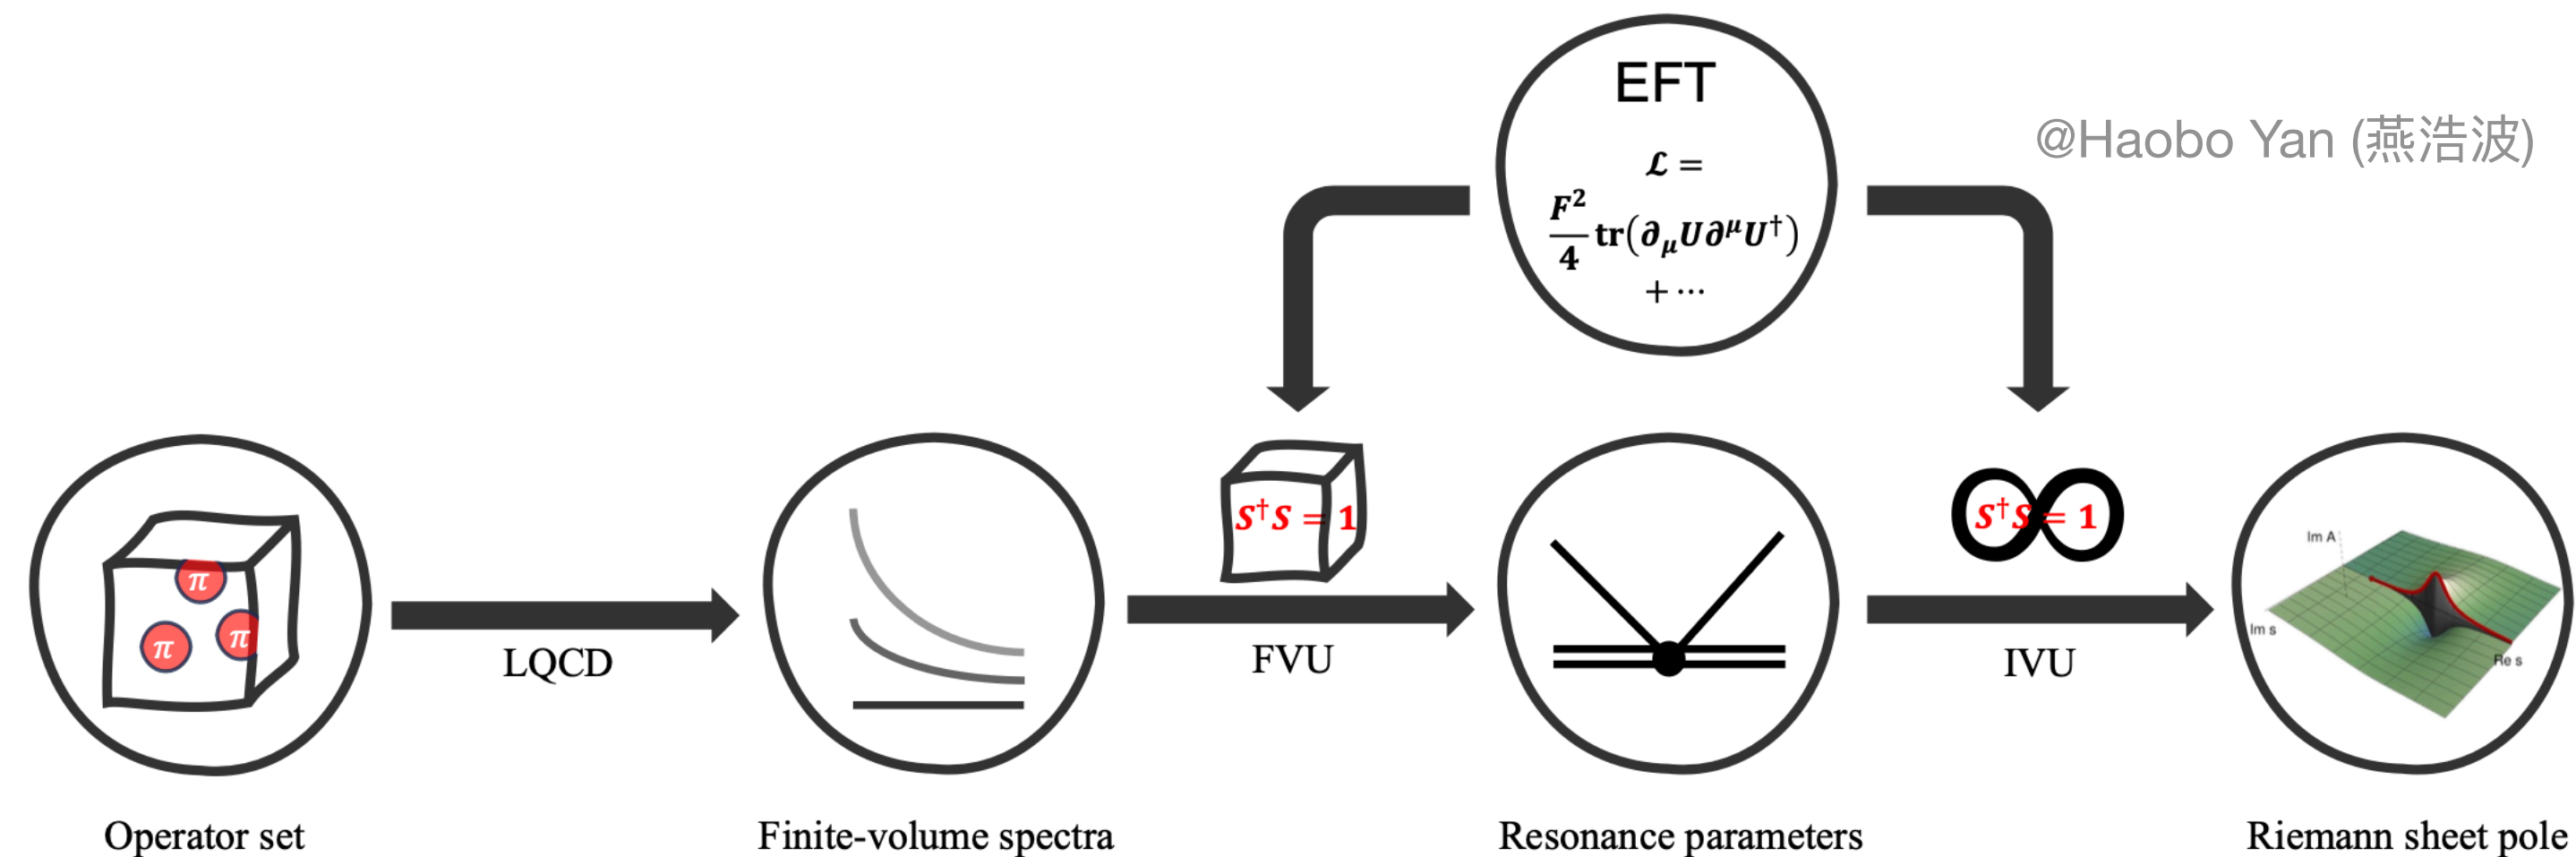 EFT
ℒ =
F²/4 tr(∂_μU∂^μU†)
+ ···
@Haobo Yan (燕浩波)
π
π
π
S†S = 1
S†S = 1
Im A
Im s
Re s
LQCD
FVU
IVU
Operator set
Finite-volume spectra
Resonance parameters
Riemann sheet pole